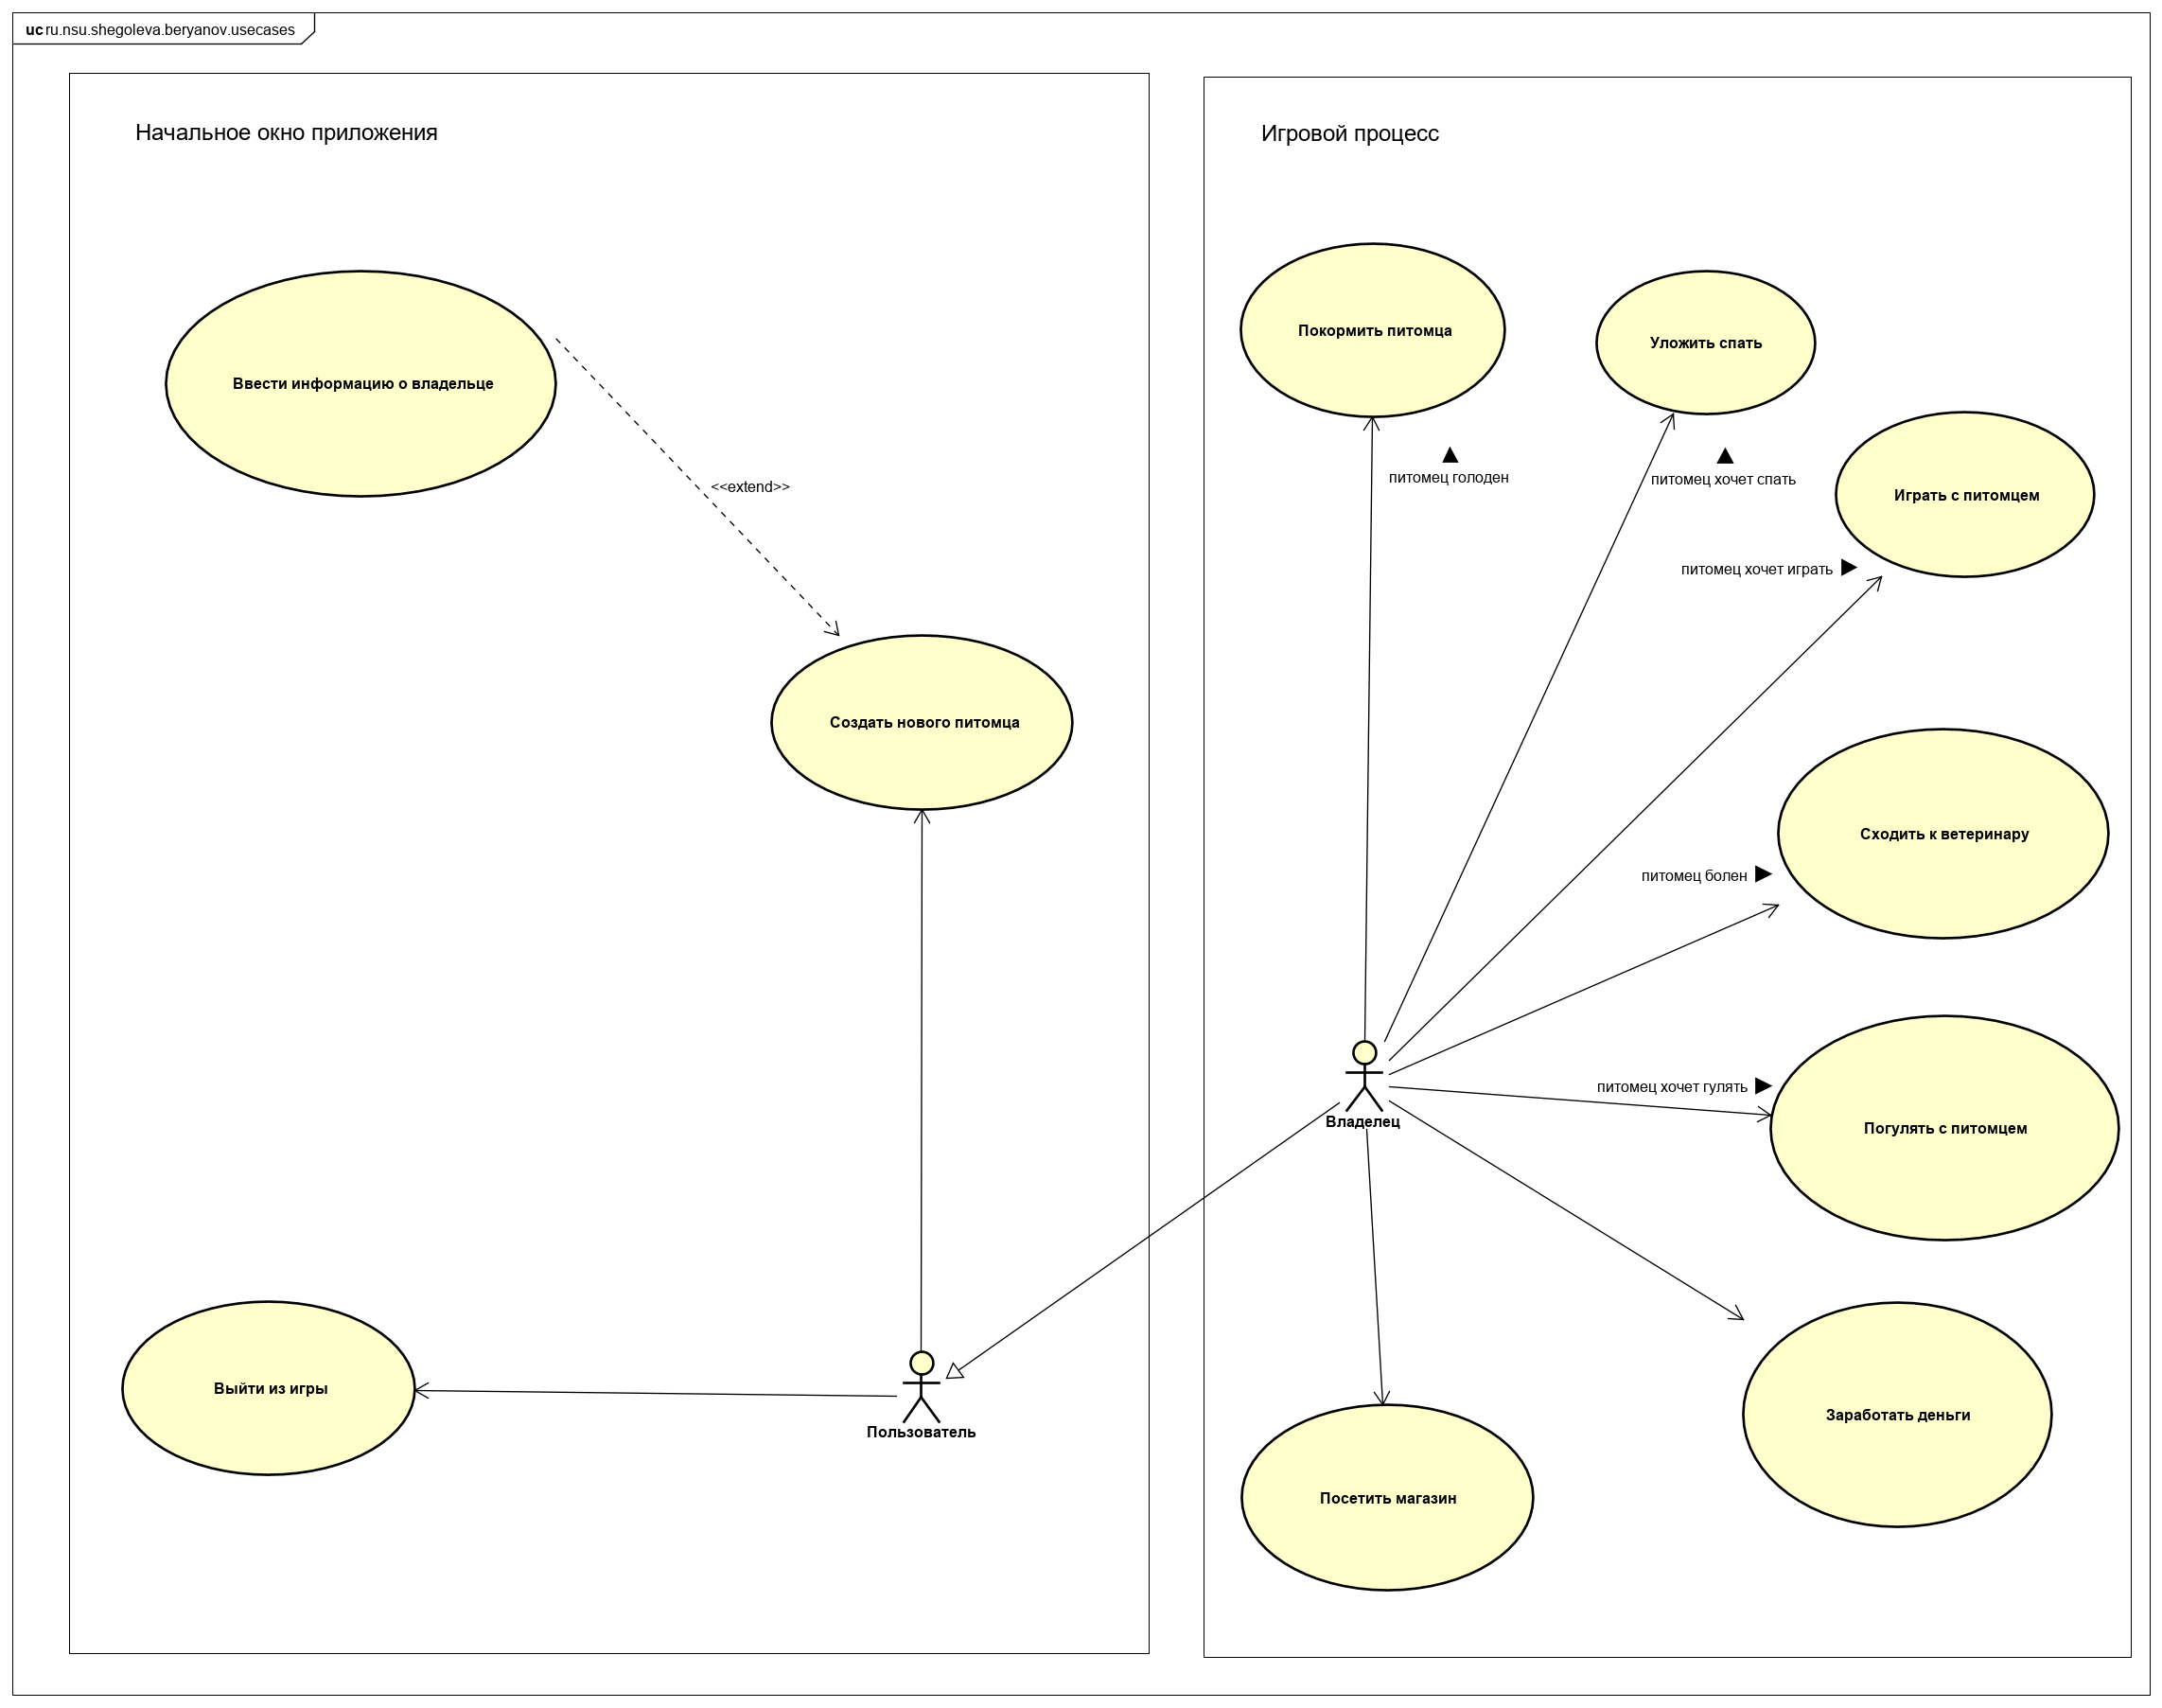 uc ru.nsu.shegoleva.beryanov.usecases
Начальное окно приложения
Ввести информацию о владельце
<<extend>>
Создать нового питомца
Выйти из игры
Пользователь
Игровой процесс
Покормить питомца
Уложить спать
питомец голоден
питомец хочет спать
Играть с питомцем
питомец хочет играть
Сходить к ветеринару
питомец болен
питомец хочет гулять
Владелец
Погулять с питомцем
Заработать деньги
Посетить магазин